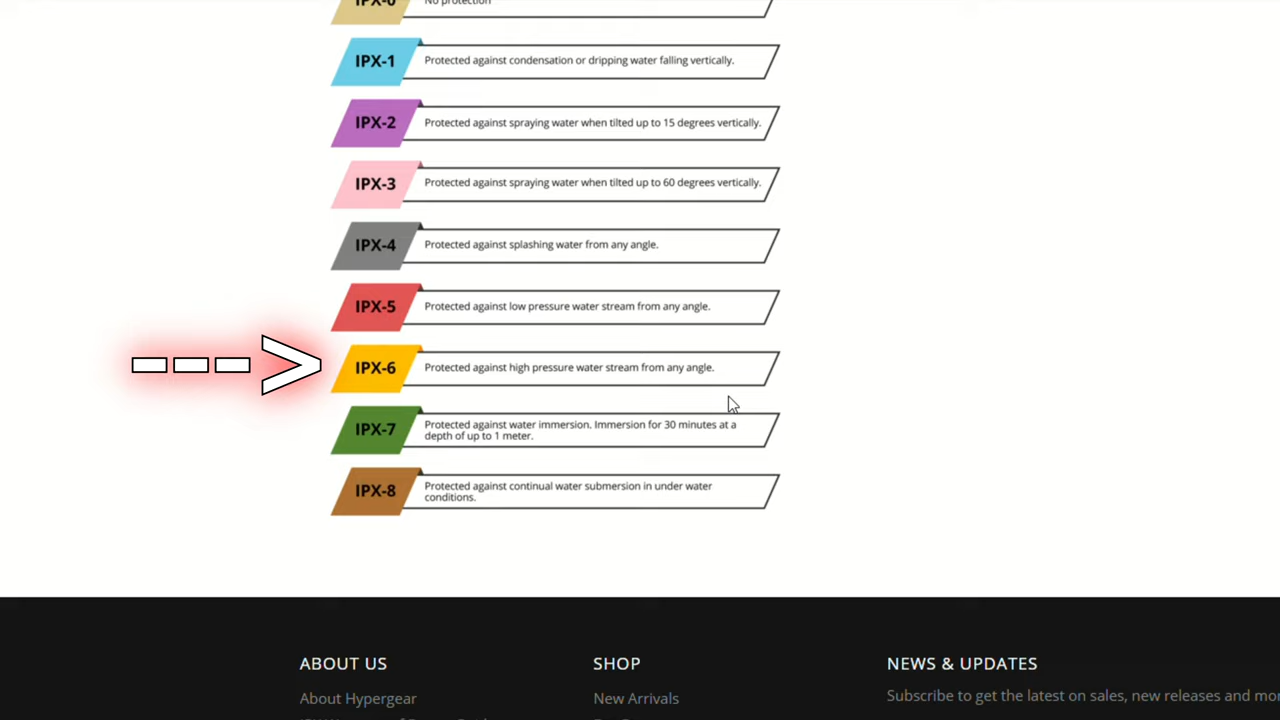 IPX-0
No protection
IPX-1
Protected against condensation or dripping water falling vertically.
IPX-2
Protected against spraying water when tilted up to 15 degrees vertically.
IPX-3
Protected against spraying water when tilted up to 60 degrees vertically.
IPX-4
Protected against splashing water from any angle.
IPX-5
Protected against low pressure water stream from any angle.
--->
IPX-6
Protected against high pressure water stream from any angle.
IPX-7
Protected against water immersion. Immersion for 30 minutes at a
depth of up to 1 meter.
IPX-8
Protected against continual water submersion in under water
conditions.
ABOUT US
About Hypergear
SHOP
New Arrivals
NEWS & UPDATES
Subscribe to get the latest on sales, new releases and mo